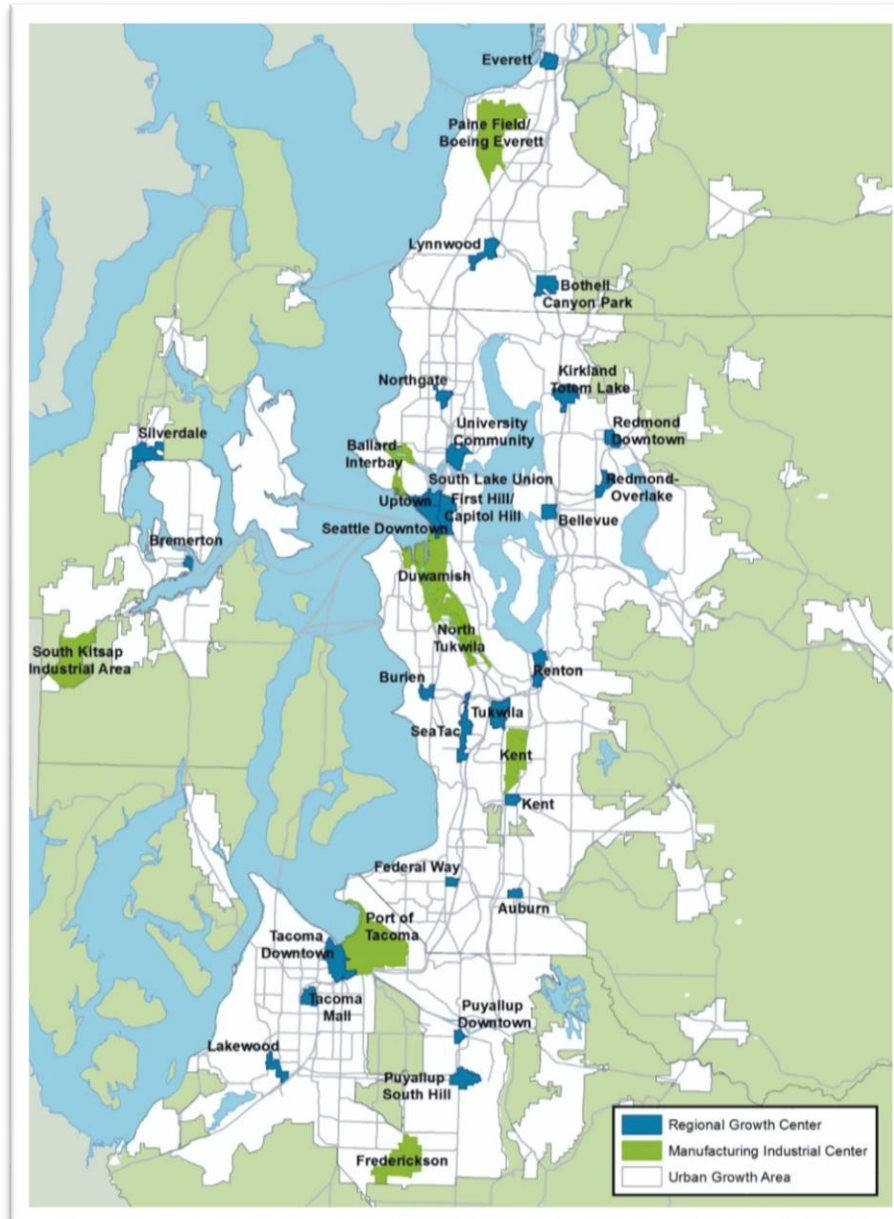 Everett
Paine Field/
Boeing Everett
Lynnwood
Bothell
Canyon Park
Northgate
Kirkland
Totem Lake
University
Community
Redmond
Downtown
Silverdale
Ballard
Interbay
South Lake Union
Redmond-
Overlake
Uptown
First Hill/
Capitol Hill
Bellevue
Seattle Downtown
Bremerton
Duwamish
North
Tukwila
South Kitsap
Industrial Area
Renton
Burien
Tukwila
SeaTac
Kent
Kent
Federal Way
Auburn
Port of
Tacoma
Tacoma
Downtown
Tacoma
Mall
Puyallup
Downtown
Lakewood
Puyallup
South Hill
Frederickson
Regional Growth Center
Manufacturing Industrial Center
Urban Growth Area